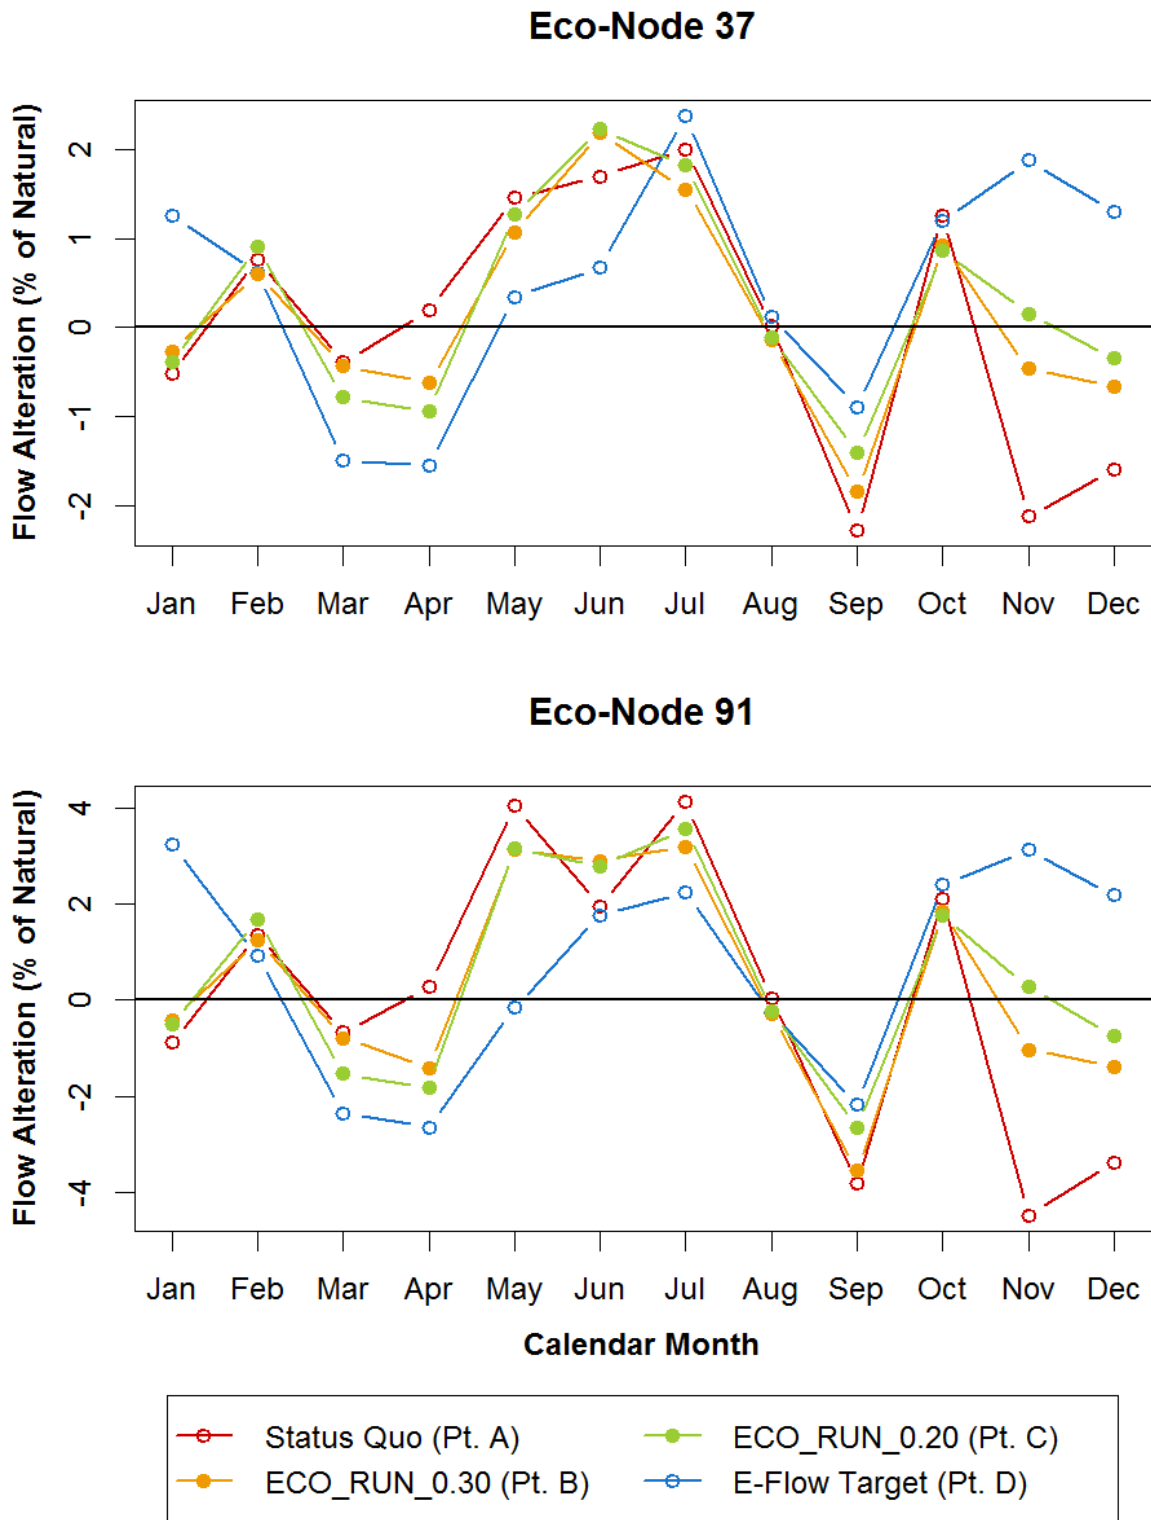 Eco-Node 37
Flow Alteration (% of Natural)
2
1
0
-1
-2
Jan Feb Mar Apr May Jun Jul Aug Sep Oct Nov Dec
Eco-Node 91
Flow Alteration (% of Natural)
4
2
0
-2
-4
Jan Feb Mar Apr May Jun Jul Aug Sep Oct Nov Dec
Calendar Month
Status Quo (Pt. A) ECO_RUN_0.20 (Pt. C)
ECO_RUN_0.30 (Pt. B) E-Flow Target (Pt. D)